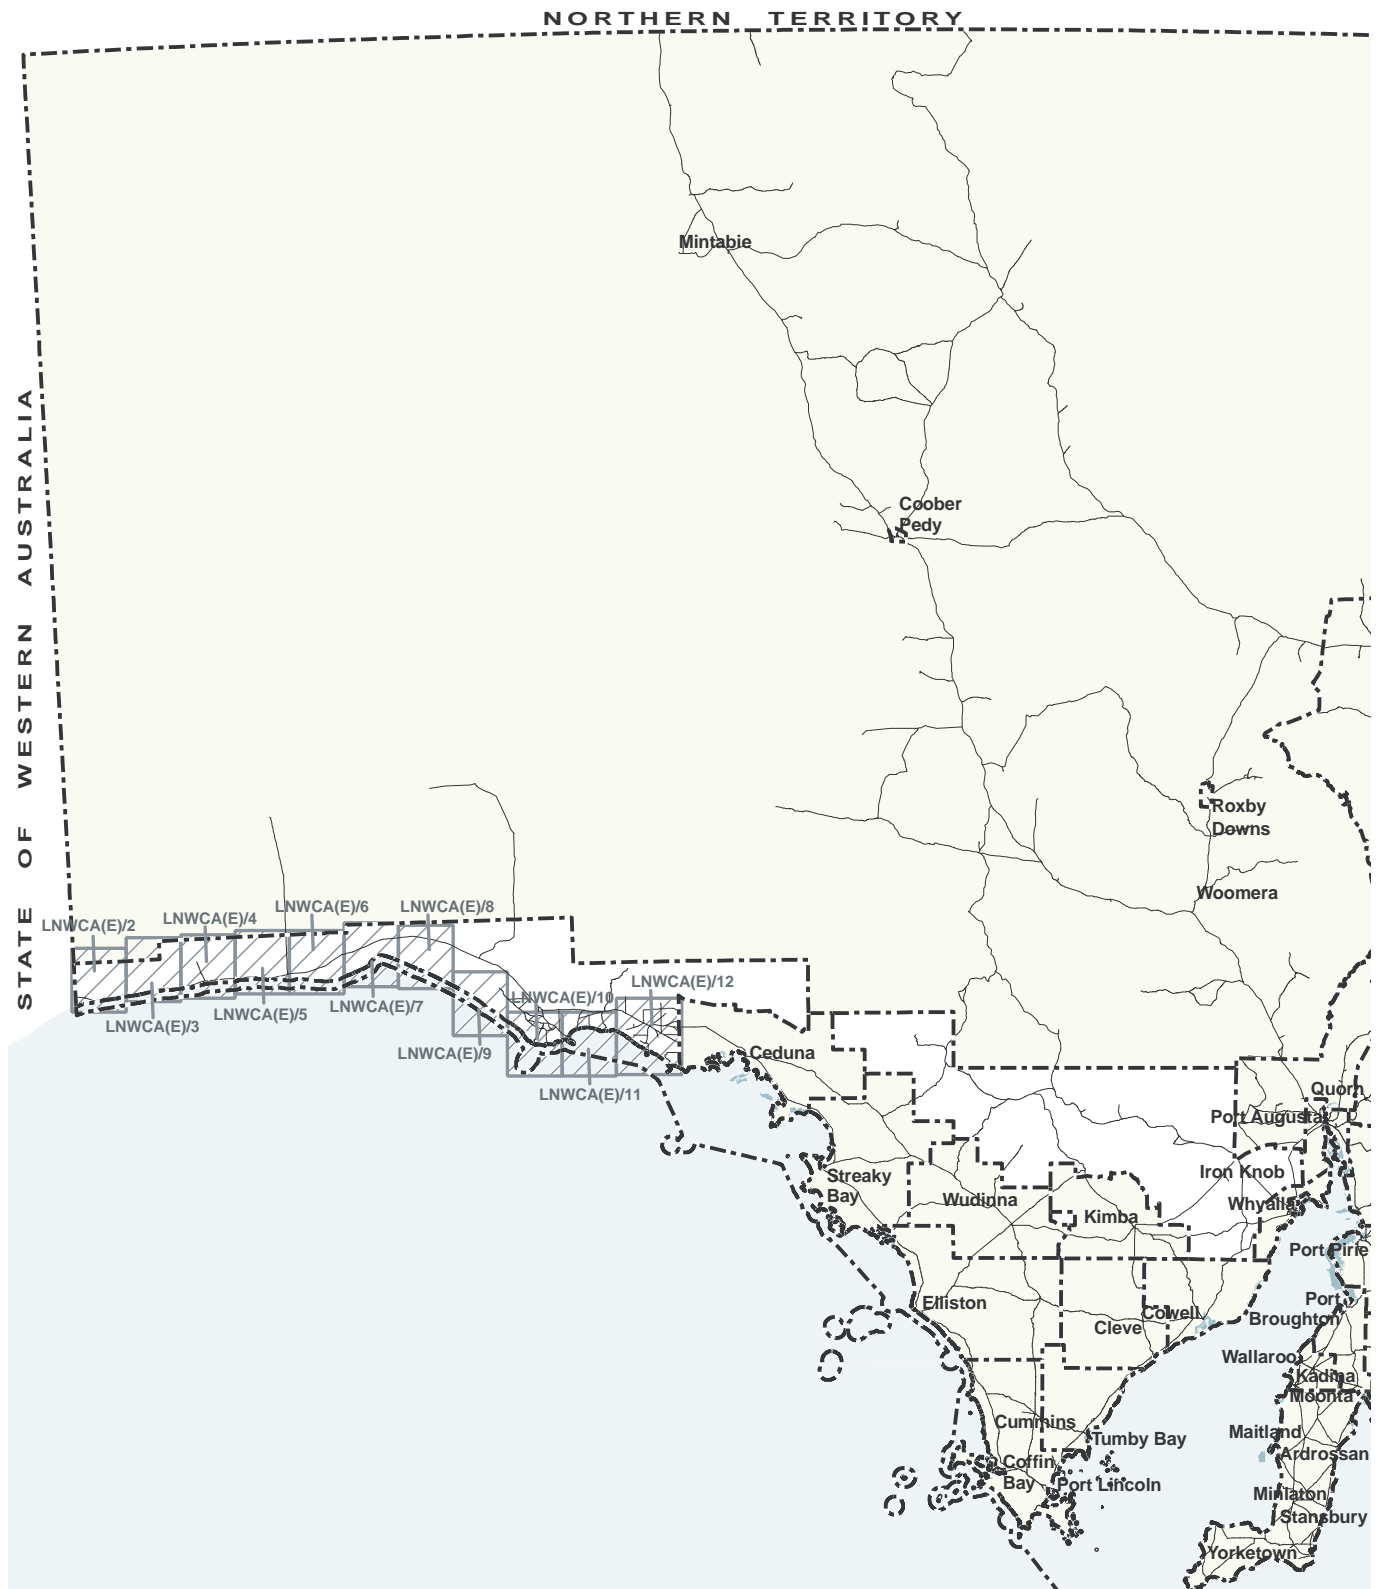 NORTHERN TERRITORY
STATE OF WESTERN AUSTRALIA
Mintabie
Coober
Pedy
Roxby
Downs
Woomera
LNWCA(E)/2
LNWCA(E)/4
LNWCA(E)/6
LNWCA(E)/8
LNWCA(E)/10
LNWCA(E)/12
LNWCA(E)/3
LNWCA(E)/5
LNWCA(E)/7
LNWCA(E)/9
LNWCA(E)/11
Ceduna
Quorn
Port Augusta
Iron Knob
Streaky
Bay
Wudinna
Kimba
Whyalla
Port Pirie
Elliston
Cowell
Cleve
Port
Broughton
Wallaroo
Kadina
Moonta
Cummins
Tumby Bay
Maitland
Ardrossan
Coffin
Bay
Port Lincoln
Minlaton
Stansbury
Yorketown